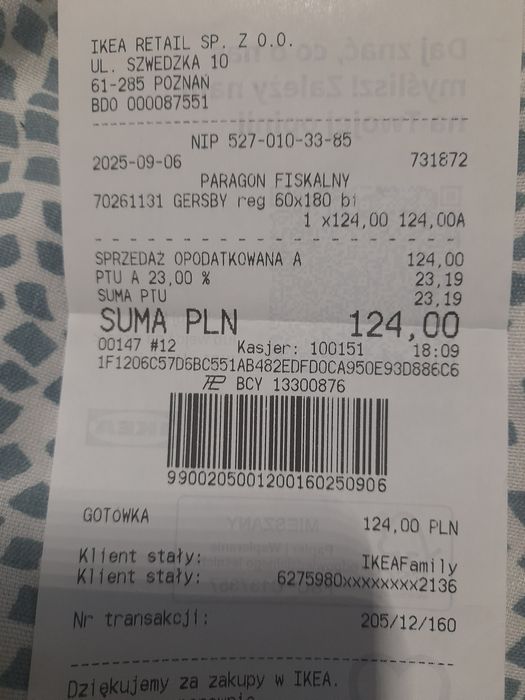 IKEA RETAIL SP. Z O.O.
UL. SZWEDZKA 10
61-285 POZNAŃ
BDO 000087551
NIP 527-010-33-85
2025-09-06 731872
PARAGON FISKALNY
70261131 GERSBY reg 60x180 bi
1 x124,00 124,00A
SPRZEDAŻ OPODATKOWANA A 124,00
PTU A 23,00 % 23,19
SUMA PTU 23,19
SUMA PLN 124,00
00147 #12 Kasjer: 100151 18:09
1F1206C57D6BC551AB482EDFD0CA950E93D886C6
BCY 13300876
9900205001200160250906
GOTÓWKA 124,00 PLN
Klient stały: IKEAFamily
Klient stały: 6275980xxxxxxxx2136
Nr transakcji: 205/12/160
Dziękujemy za zakupy w IKEA.